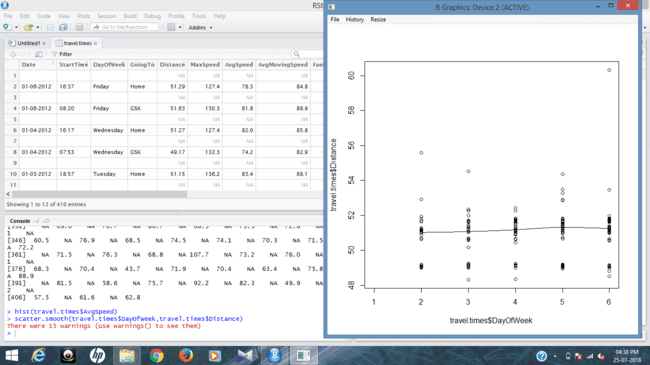 RSt
R Graphics: Device 2 (ACTIVE)
File Edit Code View Plots Session Build Debug Profile Tools Help
File History Resize
Go to file/function
Addins
Untitled1
travel.times
Filter
Date StartTime DayOfWeek GoingTo Distance MaxSpeed AvgSpeed AvgMovingSpeed Fuel
1 NA NA NA NA
2 01-06-2012 16:37 Friday Home 51.29 127.4 78.3 84.8
3 NA NA NA NA
4 01-06-2012 08:20 Friday GSK 51.63 130.3 81.8 88.9
5 NA NA NA NA
6 01-04-2012 16:17 Wednesday Home 51.27 127.4 82.0 85.8
7 NA NA NA NA
8 01-04-2012 07:53 Wednesday GSK 49.17 132.3 74.2 82.9
9 NA NA NA NA
10 01-03-2012 18:57 Tuesday Home 51.15 136.2 83.4 88.1
11 NA NA NA NA
Showing 1 to 12 of 410 entries
Console
NA
[346] 60.5 NA 76.9 NA 68.5 NA 74.5 NA 74.1 NA 70.3 NA 71.5
A 72.2
[361] NA 71.5 NA 76.3 NA 68.8 NA 107.7 NA 73.2 NA 76.0
1 NA
[376] 68.3 NA 70.4 NA 43.7 NA 71.9 NA 70.4 NA 63.4 NA 75.8
A 88.9
[391] NA 81.5 NA 58.6 NA 75.7 NA 92.2 NA 82.3 NA 49.9
2 NA
[406] 57.5 NA 61.6 NA 62.8
> hist(travel.times$AvgSpeed)
> scatter.smooth(travel.times$DayOfWeek,travel.times$Distance)
There were 15 warnings (use warnings() to see them)
>
travel.times$Distance
60
58
56
54
52
50
48
1 2 3 4 5 6
travel.times$DayOfWeek
hp
R
04:38 PM
25-07-2018